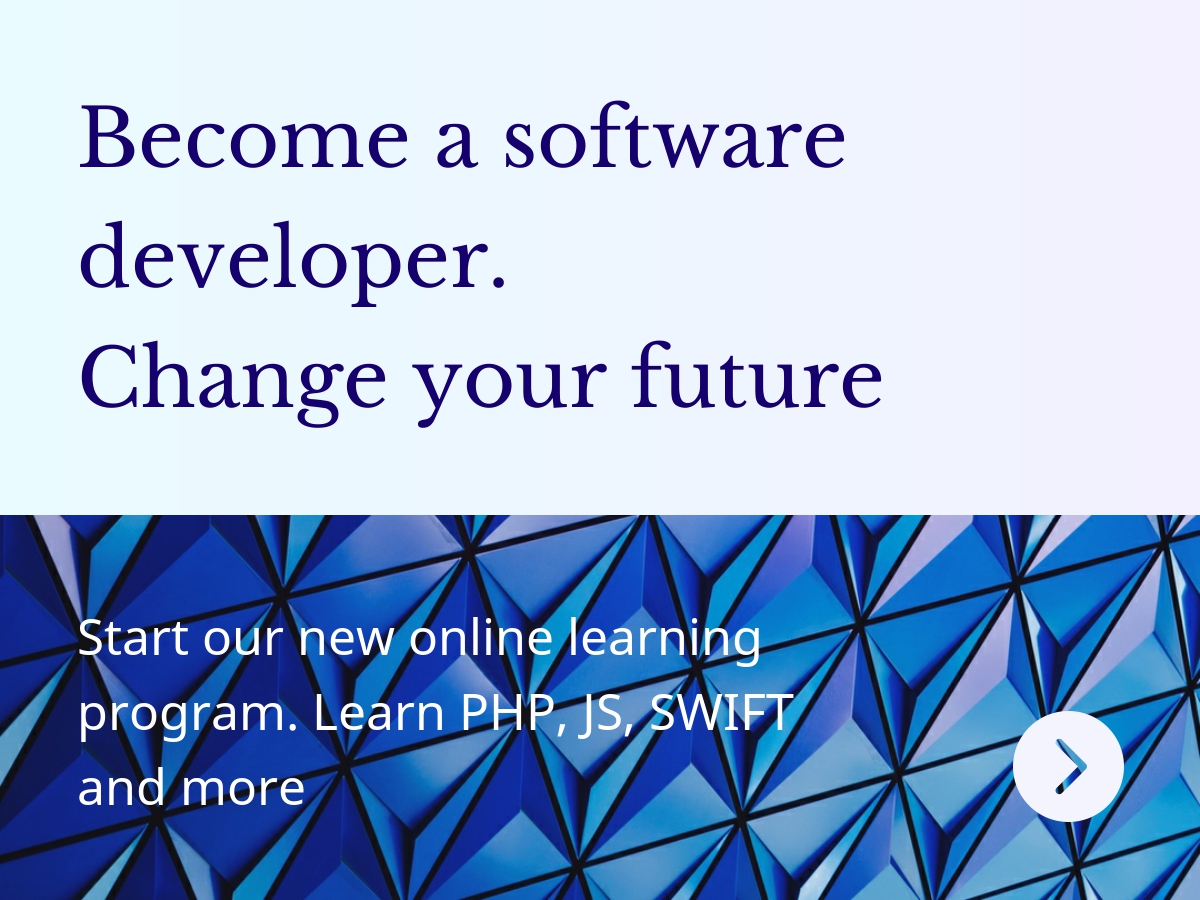 Become a software
developer.
Change your future
Start our new online learning
program. Learn PHP, JS, SWIFT
and more